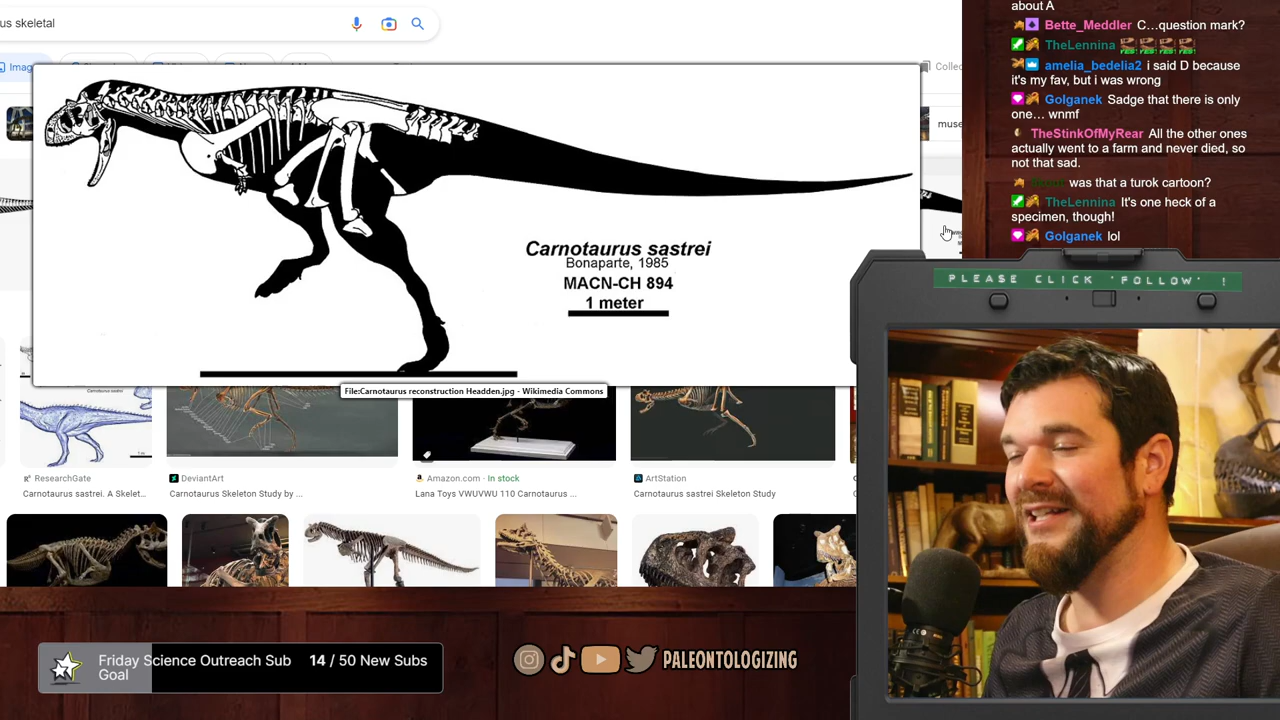 us skeletal
Imag
Collec
muse
Carnotaurus sastrei
Bonaparte, 1985
MACN-CH 894
1 meter
File:Carnotaurus reconstruction Headden.jpg - Wikimedia Commons
ResearchGate
Carnotaurus sastrei. A Skelet...
DeviantArt
Carnotaurus Skeleton Study by ...
Amazon.com · In stock
Lana Toys VWUVWU 110 Carnotaurus ...
ArtStation
Carnotaurus sastrei Skeleton Study
about A
Bette_Meddler C…question mark?
TheLennina
amelia_bedelia2 i said D because
it's my fav, but i was wrong
Golganek Sadge that there is only
one… wnmf
TheStinkOfMyRear All the other ones
actually went to a farm and never died, so
not that sad.
was that a turok cartoon?
TheLennina It's one heck of a
specimen, though!
Golganek lol
PLEASE CLICK "FOLLOW" !
Friday Science Outreach Sub
Goal
14 / 50 New Subs
PALEONTOLOGIZING